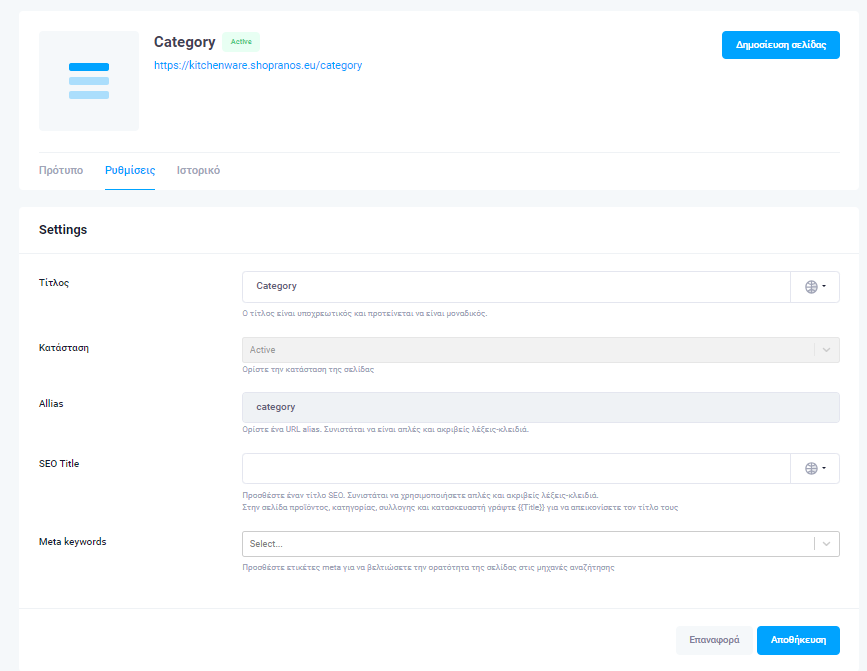 Category Active
Δημοσίευση σελίδας
https://kitchenware.shopranos.eu/category
Πρότυπο Ρυθμίσεις Ιστορικό
Settings
Τίτλος
Category
Ο τίτλος είναι υποχρεωτικός και προτείνεται να είναι μοναδικός.
Κατάσταση
Active
Ορίστε την κατάσταση της σελίδας
Allias
category
Ορίστε ένα URL alias. Συνιστάται να είναι απλές και ακριβείς λέξεις-κλειδιά.
SEO Title
Προσθέστε έναν τίτλο SEO. Συνιστάται να χρησιμοποιήσετε απλές και ακριβείς λέξεις-κλειδιά.
Στην σελίδα προϊόντος, κατηγορίας, συλλογης και κατασκευαστή γράψτε {{Title}} για να απεικονίσετε τον τίτλο τους
Meta keywords
Select...
Προσθέστε ετικέτες meta για να βελτιώσετε την ορατότητα της σελίδας στις μηχανές αναζήτησης
Επαναφορά Αποθήκευση